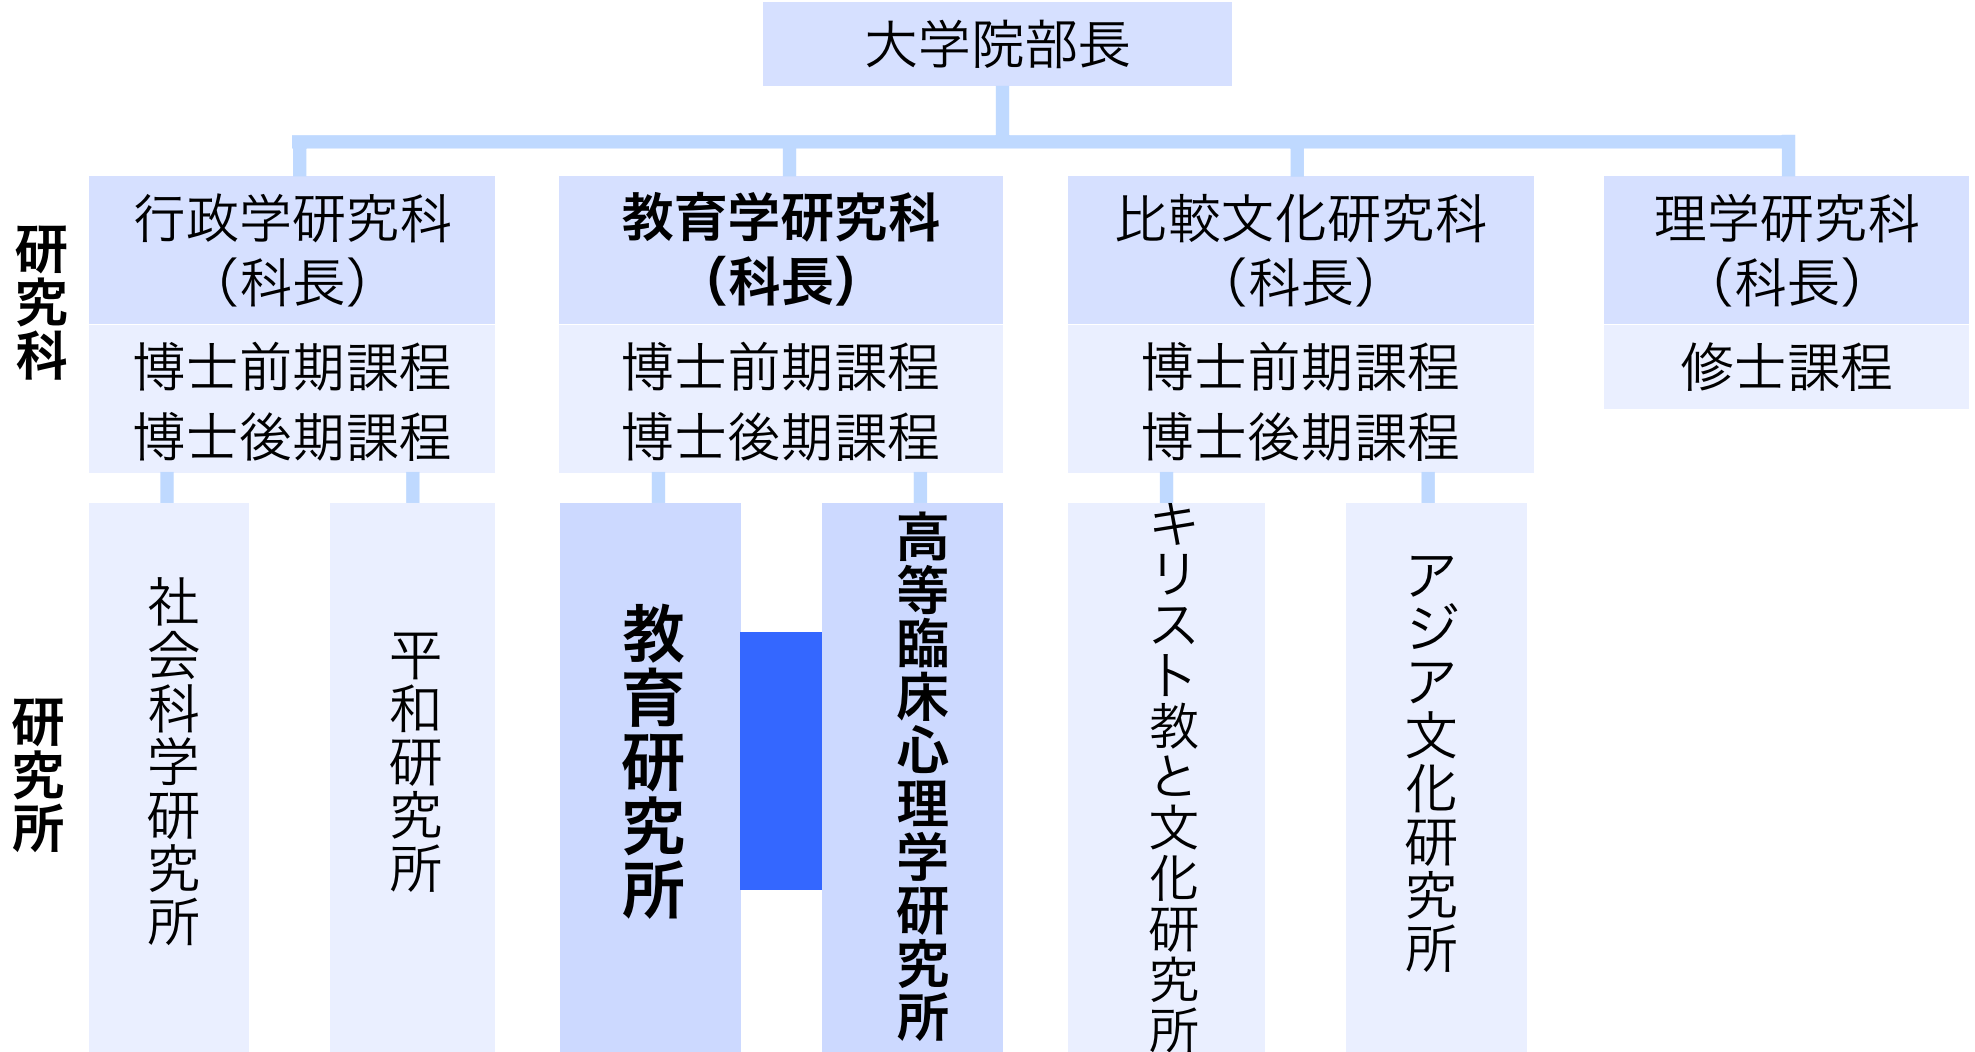 大学院部長
研究科
行政学研究科
（科長）
博士前期課程
博士後期課程
教育学研究科
（科長）
博士前期課程
博士後期課程
比較文化研究科
（科長）
博士前期課程
博士後期課程
理学研究科
（科長）
修士課程
研究所
社会科学研究所
平和研究所
教育研究所
高等臨床心理学研究所
キリスト教と文化研究所
アジア文化研究所